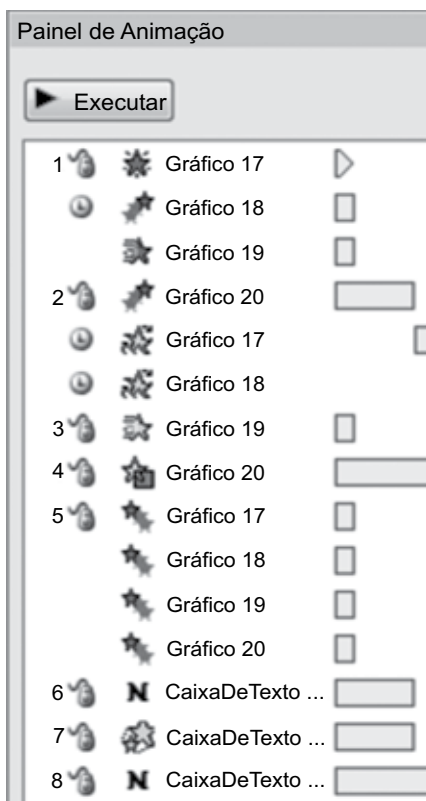 Painel de Animação
Executar
1 Gráfico 17
Gráfico 18
Gráfico 19
2 Gráfico 20
Gráfico 17
Gráfico 18
3 Gráfico 19
4 Gráfico 20
5 Gráfico 17
Gráfico 18
Gráfico 19
Gráfico 20
6 N CaixaDeTexto ...
7 CaixaDeTexto ...
8 N CaixaDeTexto ...